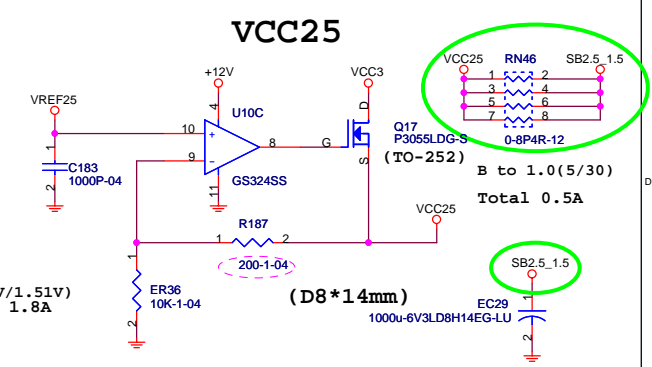 VCC25
+12V
VCC3
VCC25
RN46
SB2.5_1.5
VREF25
4
U10C
D
1 2
3 4
5 6
7 8
10
+
8
G
Q17
P3055LDG-S
(TO-252)
0-8P4R-12
1
C183
1000P-04
2
9
-
11
GS324SS
S
B to 1.0(5/30)
Total 0.5A
D
VCC25
R187
1 2
200-1-04
SB2.5_1.5
1
ER36
10K-1-04
2
V/1.51V)
1.8A
(D8*14mm)
1
EC29
1000u-6V3LD8H14EG-LU
2